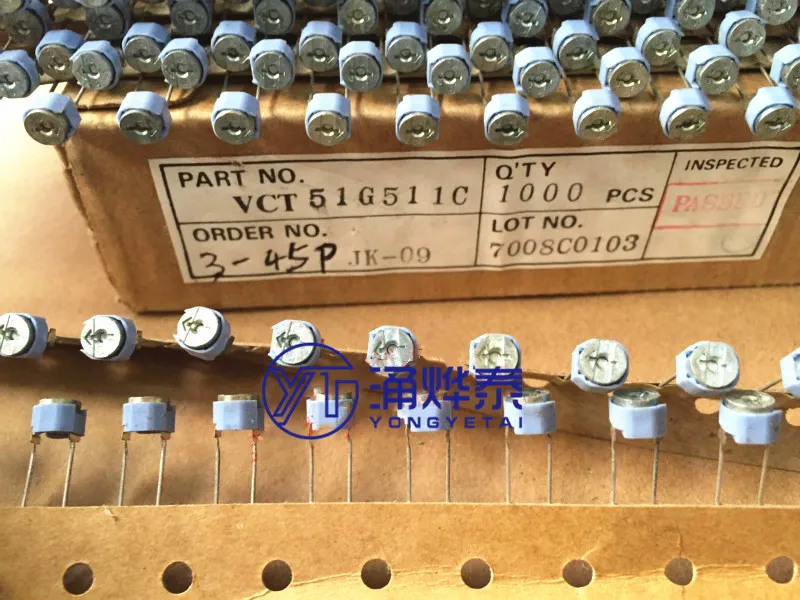 PART NO.
VCT 51G511C
Q'TY
1000 PCS
INSPECTED
PASSED
ORDER NO.
3-45P JK-09
LOT NO.
7008C0103
YT 涌烨泰
YONGYETAI